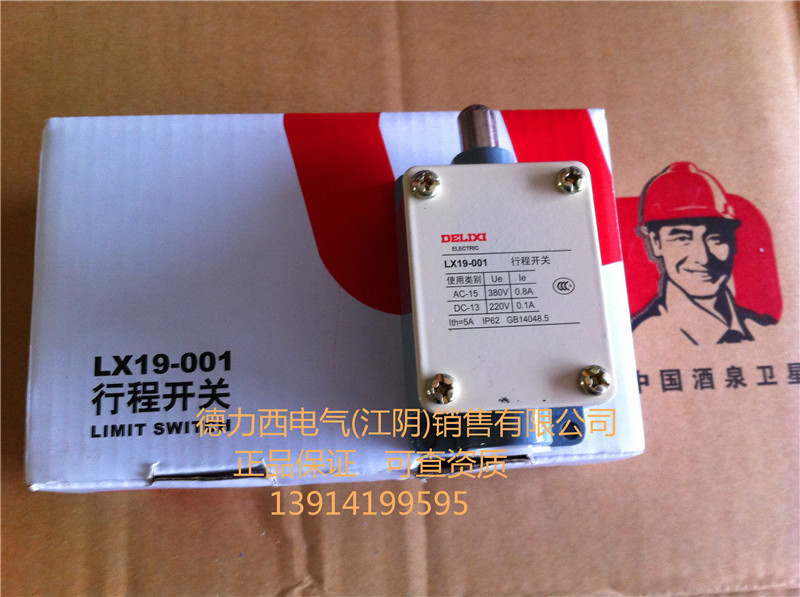 DELIXI
ELECTRIC
LX19-001 行程开关
使用类别 Ue Ie
AC-15 380V 0.8A
DC-13 220V 0.1A
CCC
Ith=5A IP62 GB14048.5
LX19-001
行程开关
LIMIT SWITCH
中国酒泉卫星
德力西电气(江阴)销售有限公司
正品保证 可查资质
13914199595